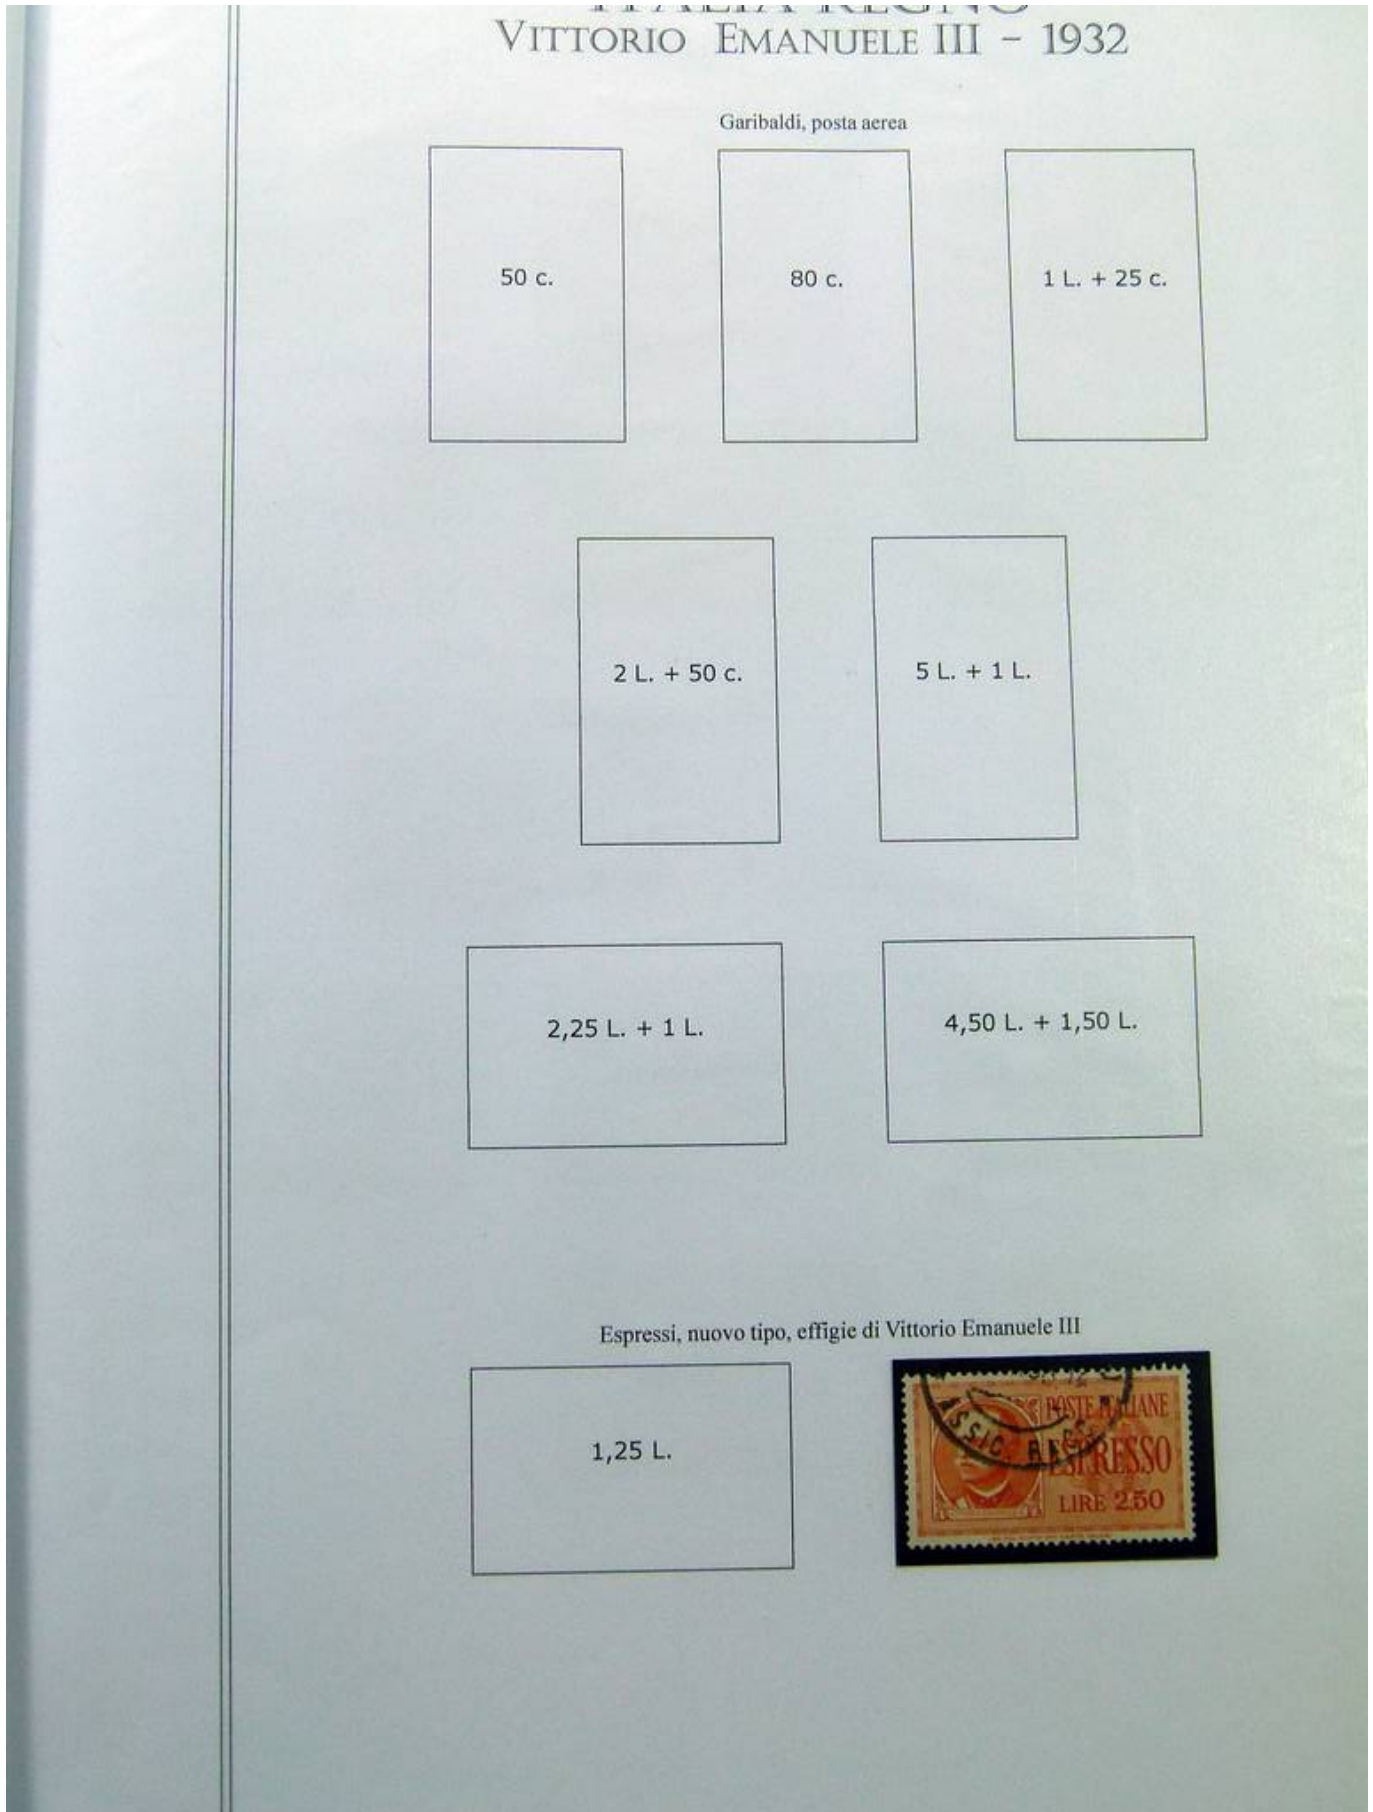 ITALIA REGNO
VITTORIO EMANUELE III - 1932
Garibaldi, posta aerea
50 c.
80 c.
1 L. + 25 c.
2 L. + 50 c.
5 L. + 1 L.
2,25 L. + 1 L.
4,50 L. + 1,50 L.
Espressi, nuovo tipo, effigie di Vittorio Emanuele III
1,25 L.
POSTE ITALIANE
ESPRESSO
LIRE 2.50